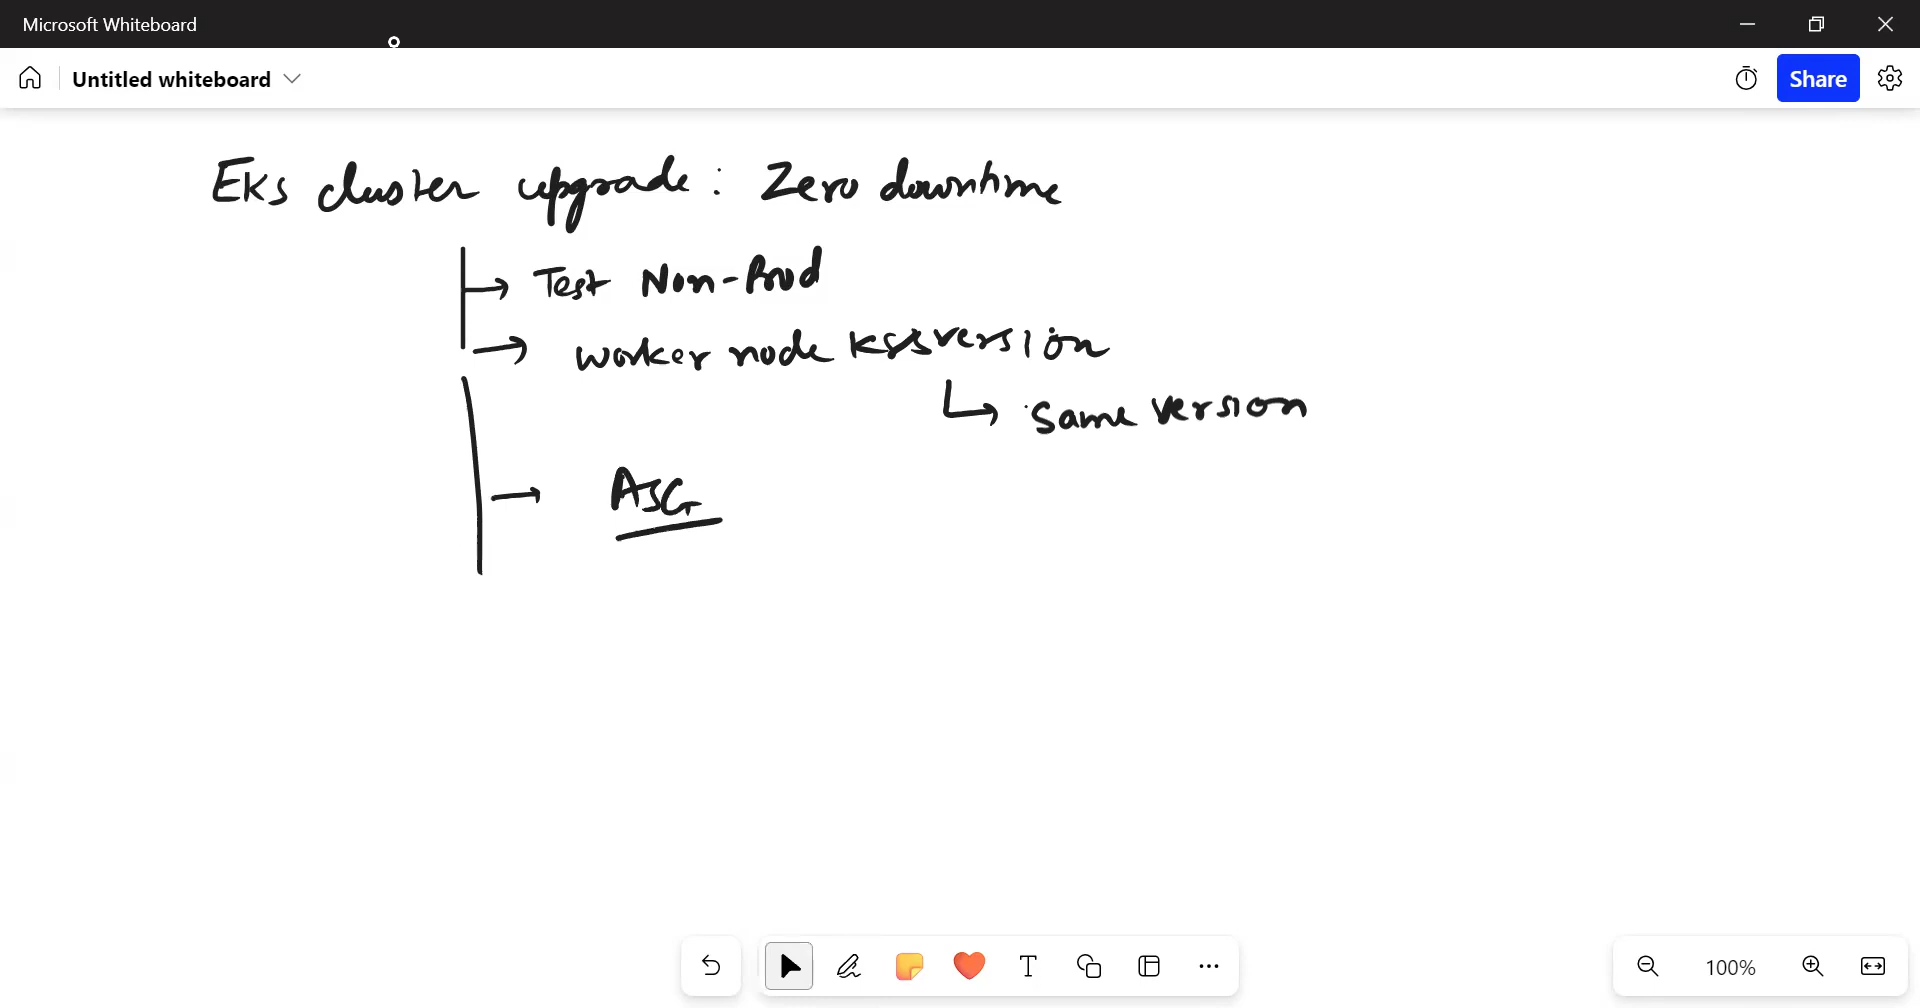 Microsoft Whiteboard
Untitled whiteboard
Share
EKS cluster upgrade : Zero downtime
Test Non-Prod
worker node K8s version
same version
ASG
100%